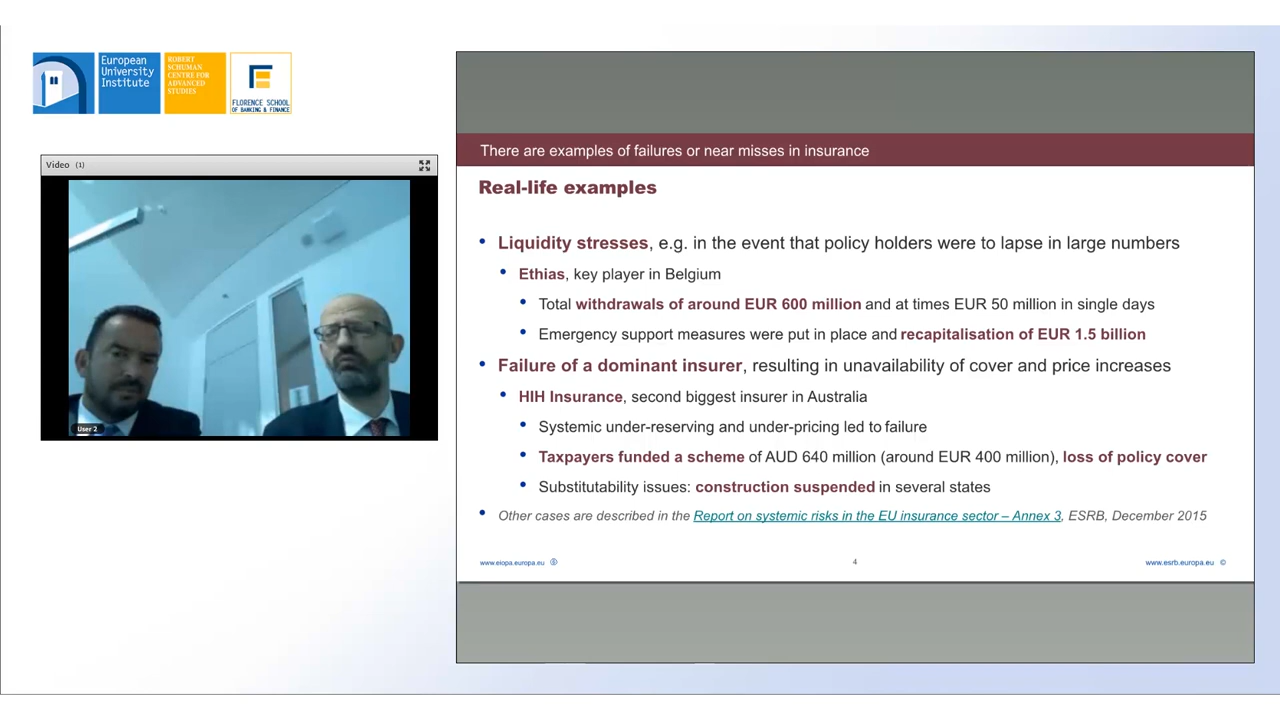 European
University
Institute
ROBERT
SCHUMAN
CENTRE FOR
ADVANCED
STUDIES
FLORENCE SCHOOL
OF BANKING & FINANCE
Video (1)
User 2
There are examples of failures or near misses in insurance
Real-life examples
• Liquidity stresses, e.g. in the event that policy holders were to lapse in large numbers
• Ethias, key player in Belgium
• Total withdrawals of around EUR 600 million and at times EUR 50 million in single days
• Emergency support measures were put in place and recapitalisation of EUR 1.5 billion
• Failure of a dominant insurer, resulting in unavailability of cover and price increases
• HIH Insurance, second biggest insurer in Australia
• Systemic under-reserving and under-pricing led to failure
• Taxpayers funded a scheme of AUD 640 million (around EUR 400 million), loss of policy cover
• Substitutability issues: construction suspended in several states
• Other cases are described in the Report on systemic risks in the EU insurance sector – Annex 3, ESRB, December 2015
www.eiopa.europa.eu 4 www.esrb.europa.eu ©